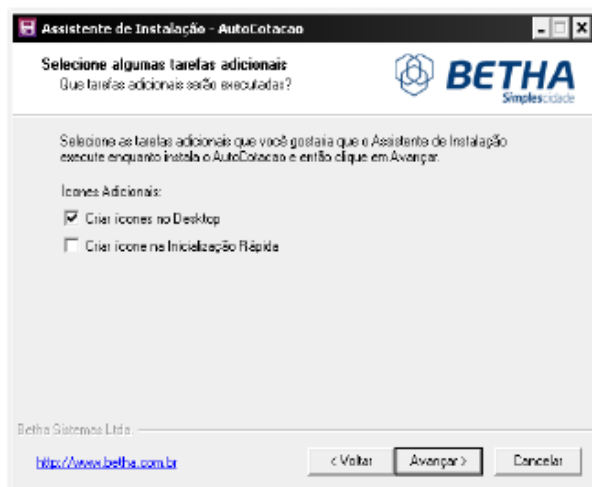 Assistente de Instalação - AutoCotacao
Selecione algumas tarefas adicionais
Que tarefas adicionais serão executadas?
BETHA
Simplescidade
Selecione as tarefas adicionais que você gostaria que o Assistente de Instalação
execute enquanto instala o AutoCotacao e então clique em Avançar.
Ícones Adicionais:
Criar ícones no Desktop
Criar ícone na Inicialização Rápida
Betha Sistemas Ltda.
http://www.betha.com.br
< Voltar
Avançar >
Cancelar